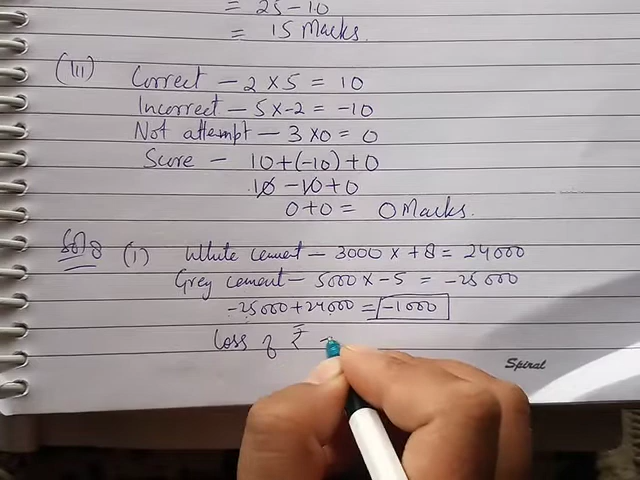 = 25 - 10
= 15 Marks.
(III) Correct - 2 × 5 = 10
Incorrect - 5 × -2 = -10
Not attempt - 3 × 0 = 0
Score - 10 + (-10) + 0
10 - 10 + 0
0 + 0 = 0 Marks.
(I) White cement - 3000 × +8 = 24000
Grey cement - 5000 × -5 = -25000
-25000 + 24000 = -1000
Loss of ₹ -
Spiral